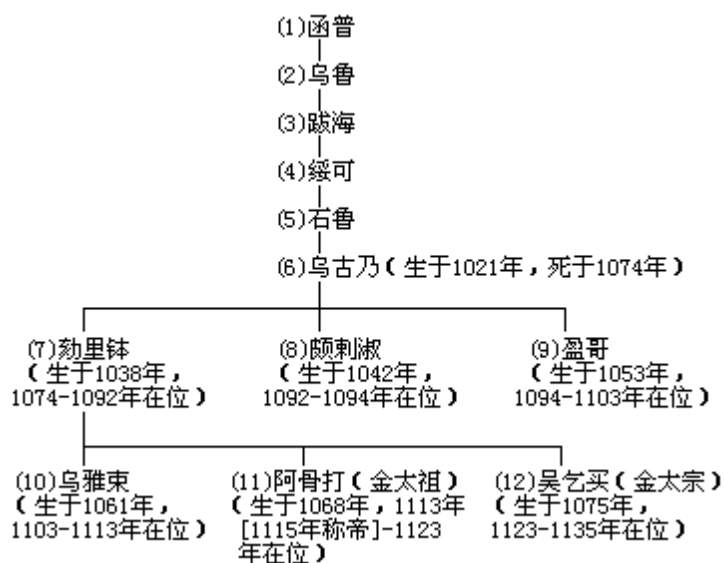 (1)函普
(2)乌鲁
(3)跋海
(4)绥可
(5)石鲁
(6)乌古乃(生于1021年,死于1074年)
(7)劾里钵
(生于1038年,
1074-1092年在位)
(8)颇剌淑
(生于1042年,
1092-1094年在位)
(9)盈哥
(生于1053年,
1094-1103年在位)
(10)乌雅束
(生于1061年,
1103-1113年在位)
(11)阿骨打(金太祖)
(生于1068年,1113年
[1115年称帝]-1123
年在位)
(12)吴乞买(金太宗)
(生于1075年,
1123-1135年在位)